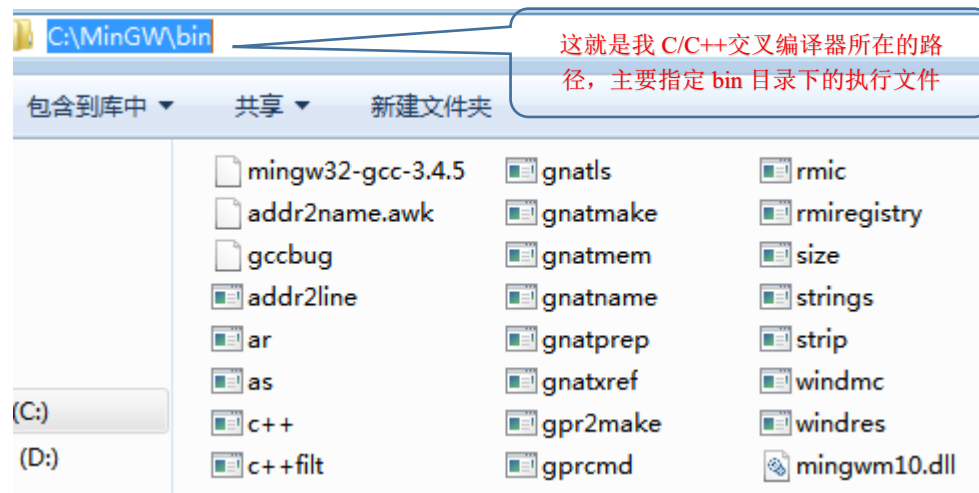 C:\MinGW\bin
这就是我 C/C++交叉编译器所在的路
径，主要指定 bin 目录下的执行文件
包含到库中 共享 新建文件夹
mingw32-gcc-3.4.5 gnatls rmic
addr2name.awk gnatmake rmiregistry
gccbug gnatmem size
addr2line gnatname strings
ar gnatprep strip
as gnatxref windmc
(C:) c++ gpr2make windres
(D:) c++filt gprcmd mingwm10.dll